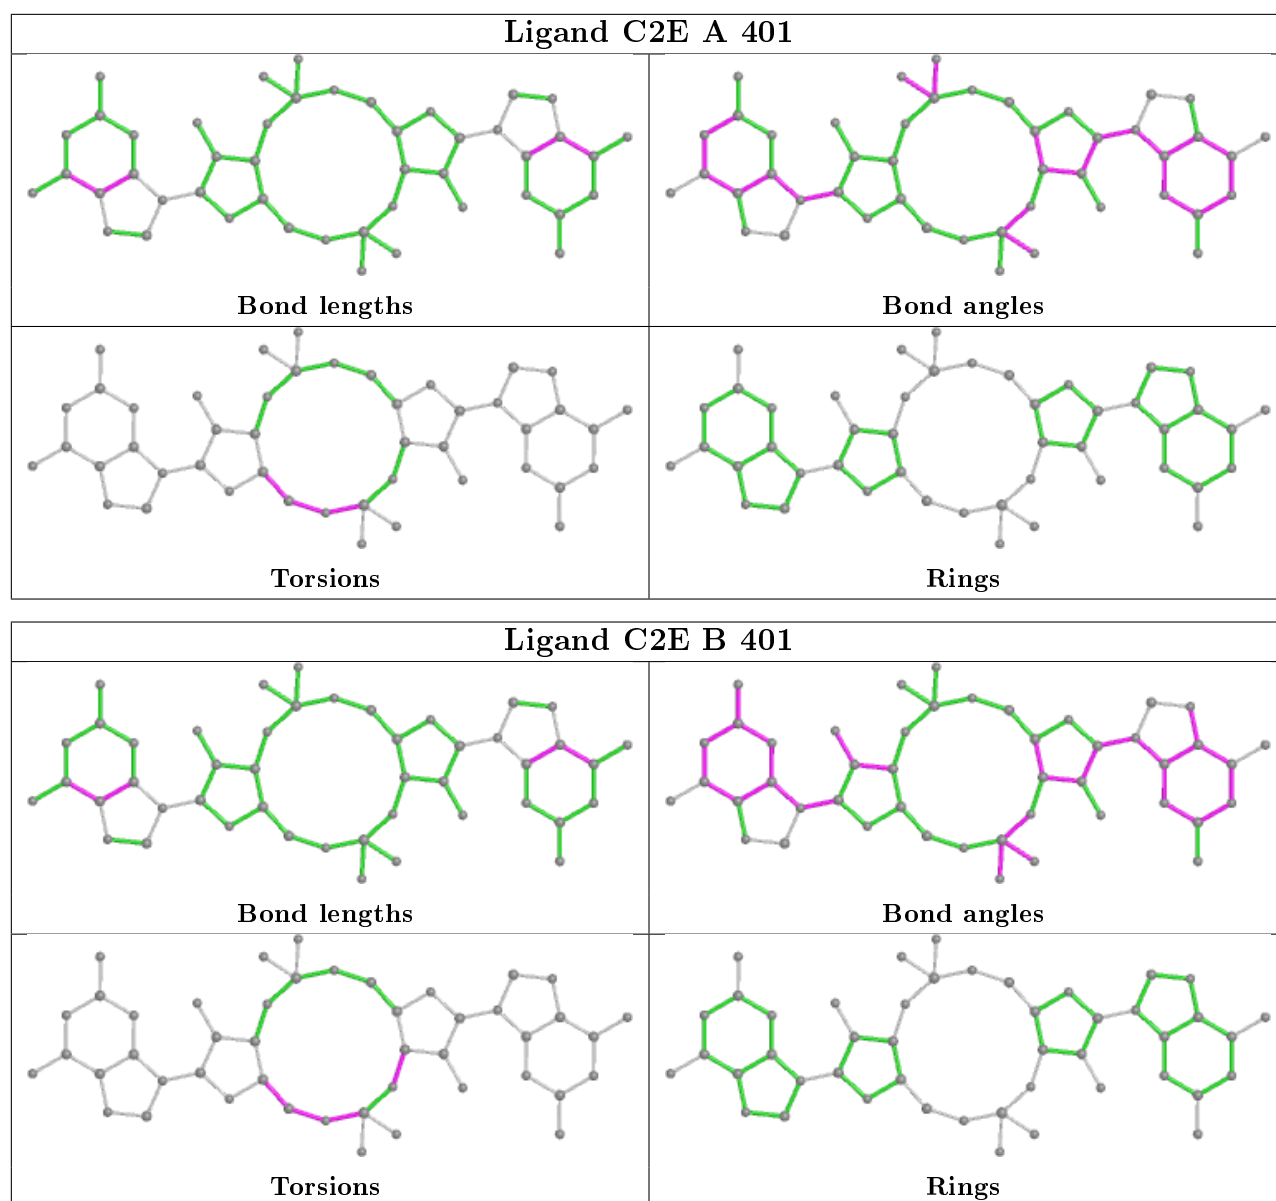 Ligand C2E A 401
Bond lengths
Bond angles
Torsions
Rings
Ligand C2E B 401
Bond lengths
Bond angles
Torsions
Rings